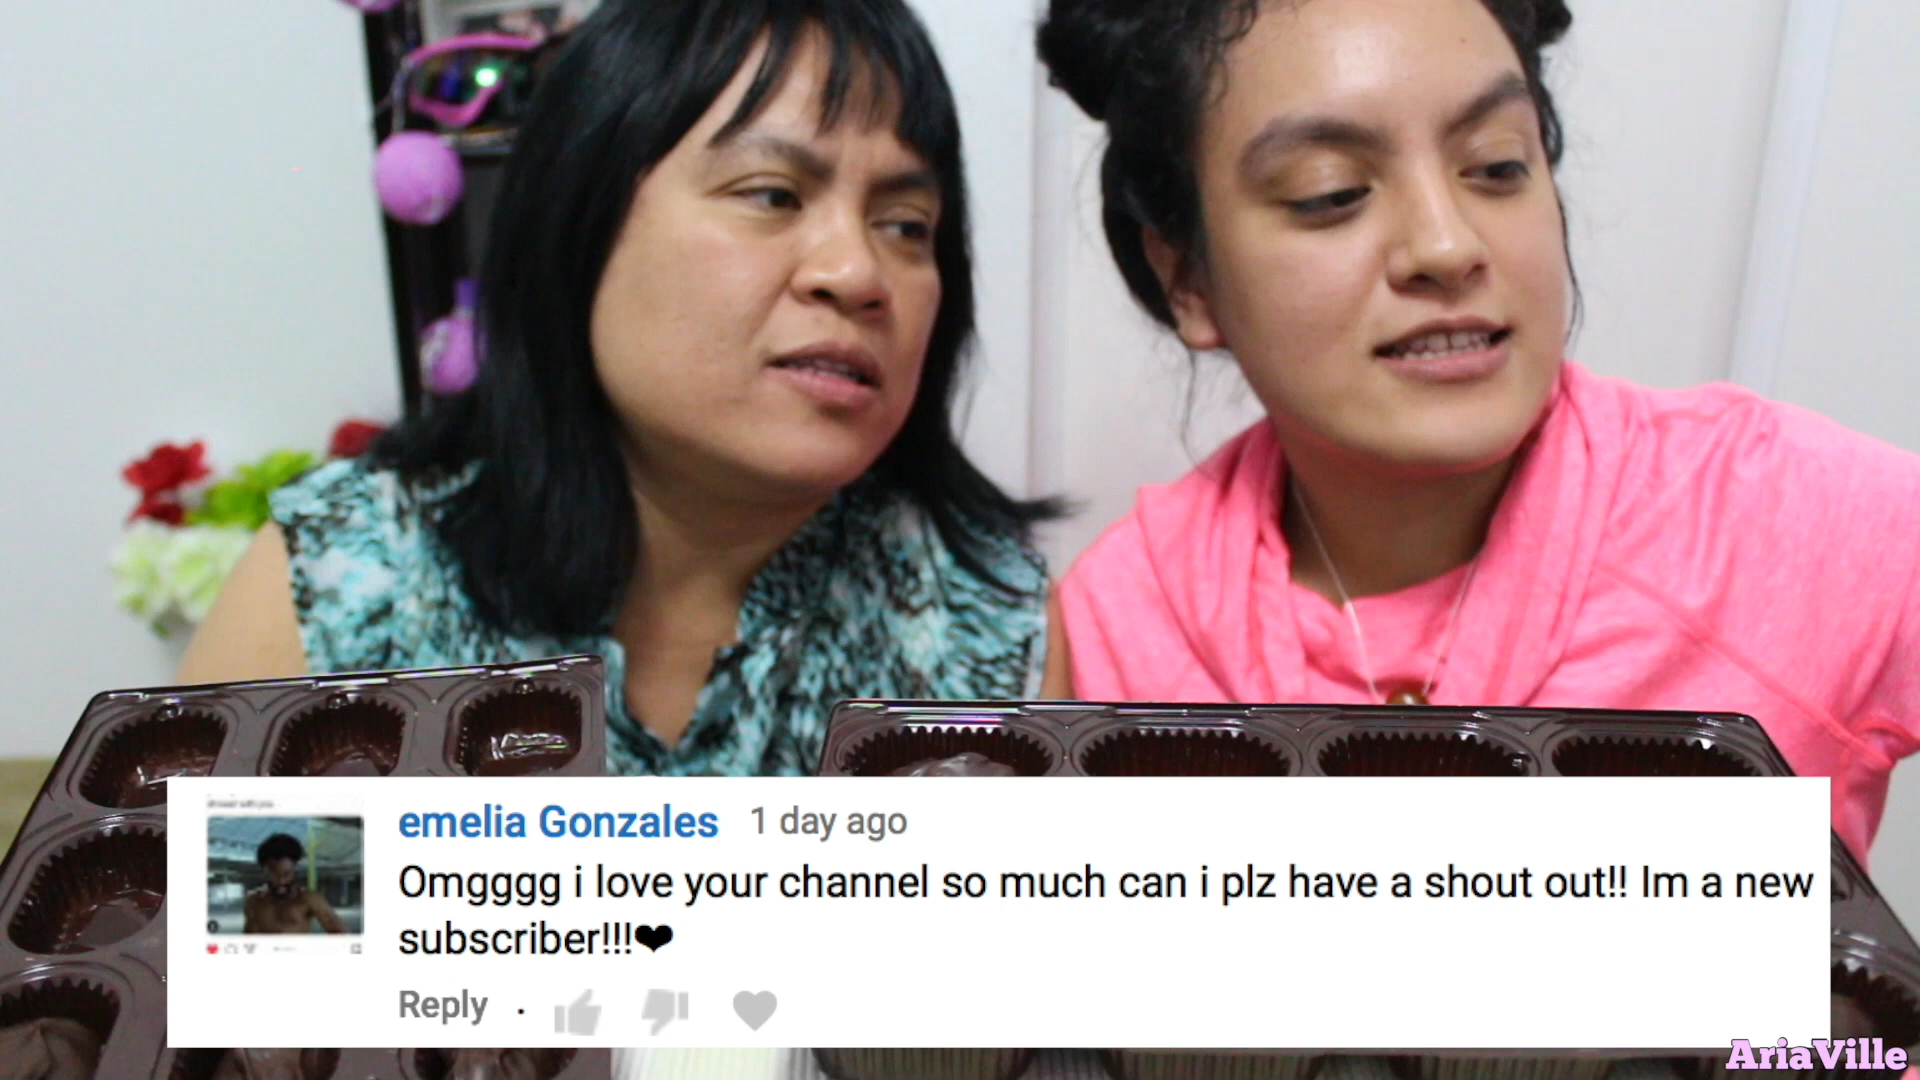 emelia Gonzales 1 day ago
Omgggg i love your channel so much can i plz have a shout out!! Im a new
subscriber!!!❤
Reply .
AriaVille